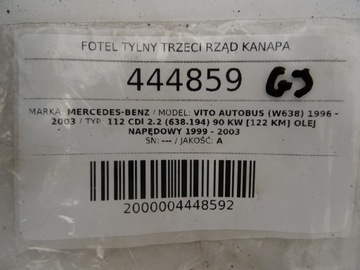 FOTEL TYLNY TRZECI RZĄD KANAPA
444859
MARKA: MERCEDES-BENZ / MODEL: VITO AUTOBUS (W638) 1996 -
2003 / TYP: 112 CDI 2.2 (638.194) 90 KW [122 KM] OLEJ
NAPĘDOWY 1999 - 2003
SN: --- / JAKOŚĆ: A
2000004448592